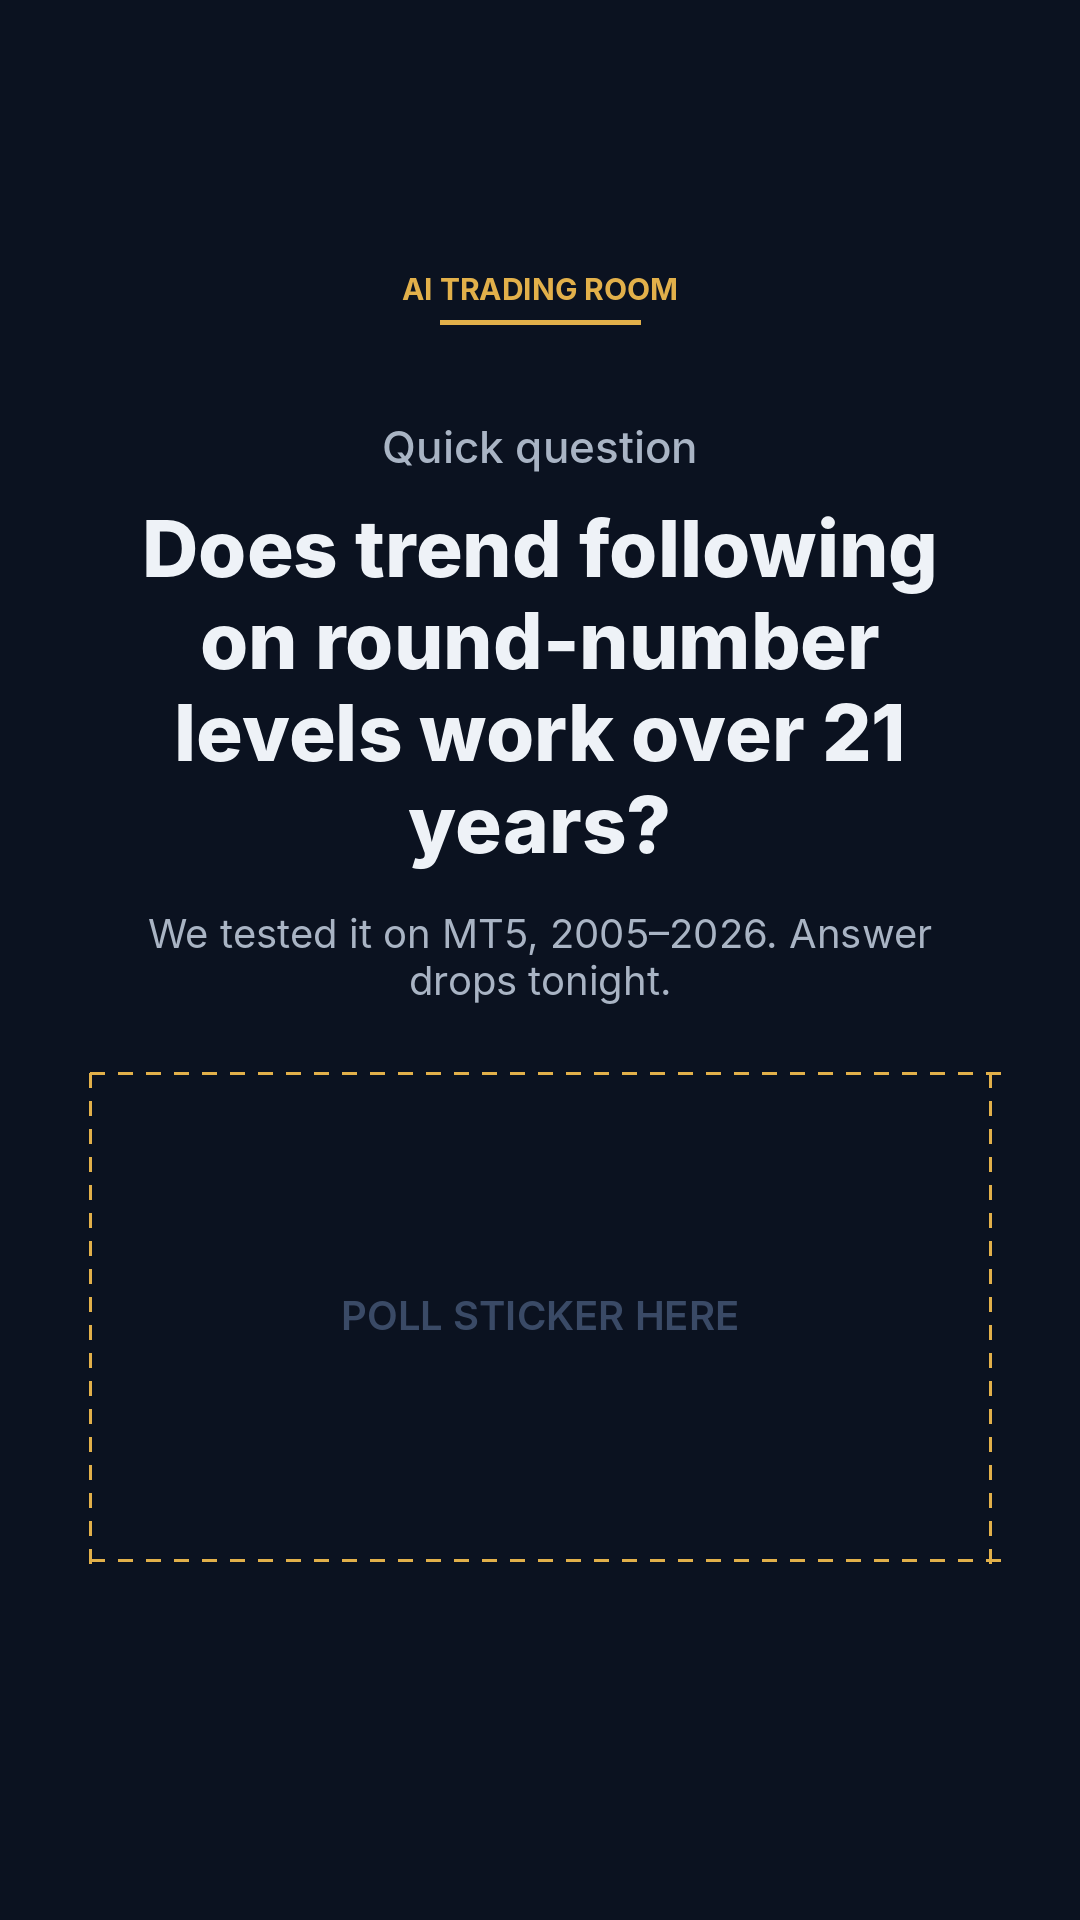 AI TRADING ROOM
Quick question
Does trend following
on round-number
levels work over 21
years?
We tested it on MT5, 2005–2026. Answer
drops tonight.
POLL STICKER HERE